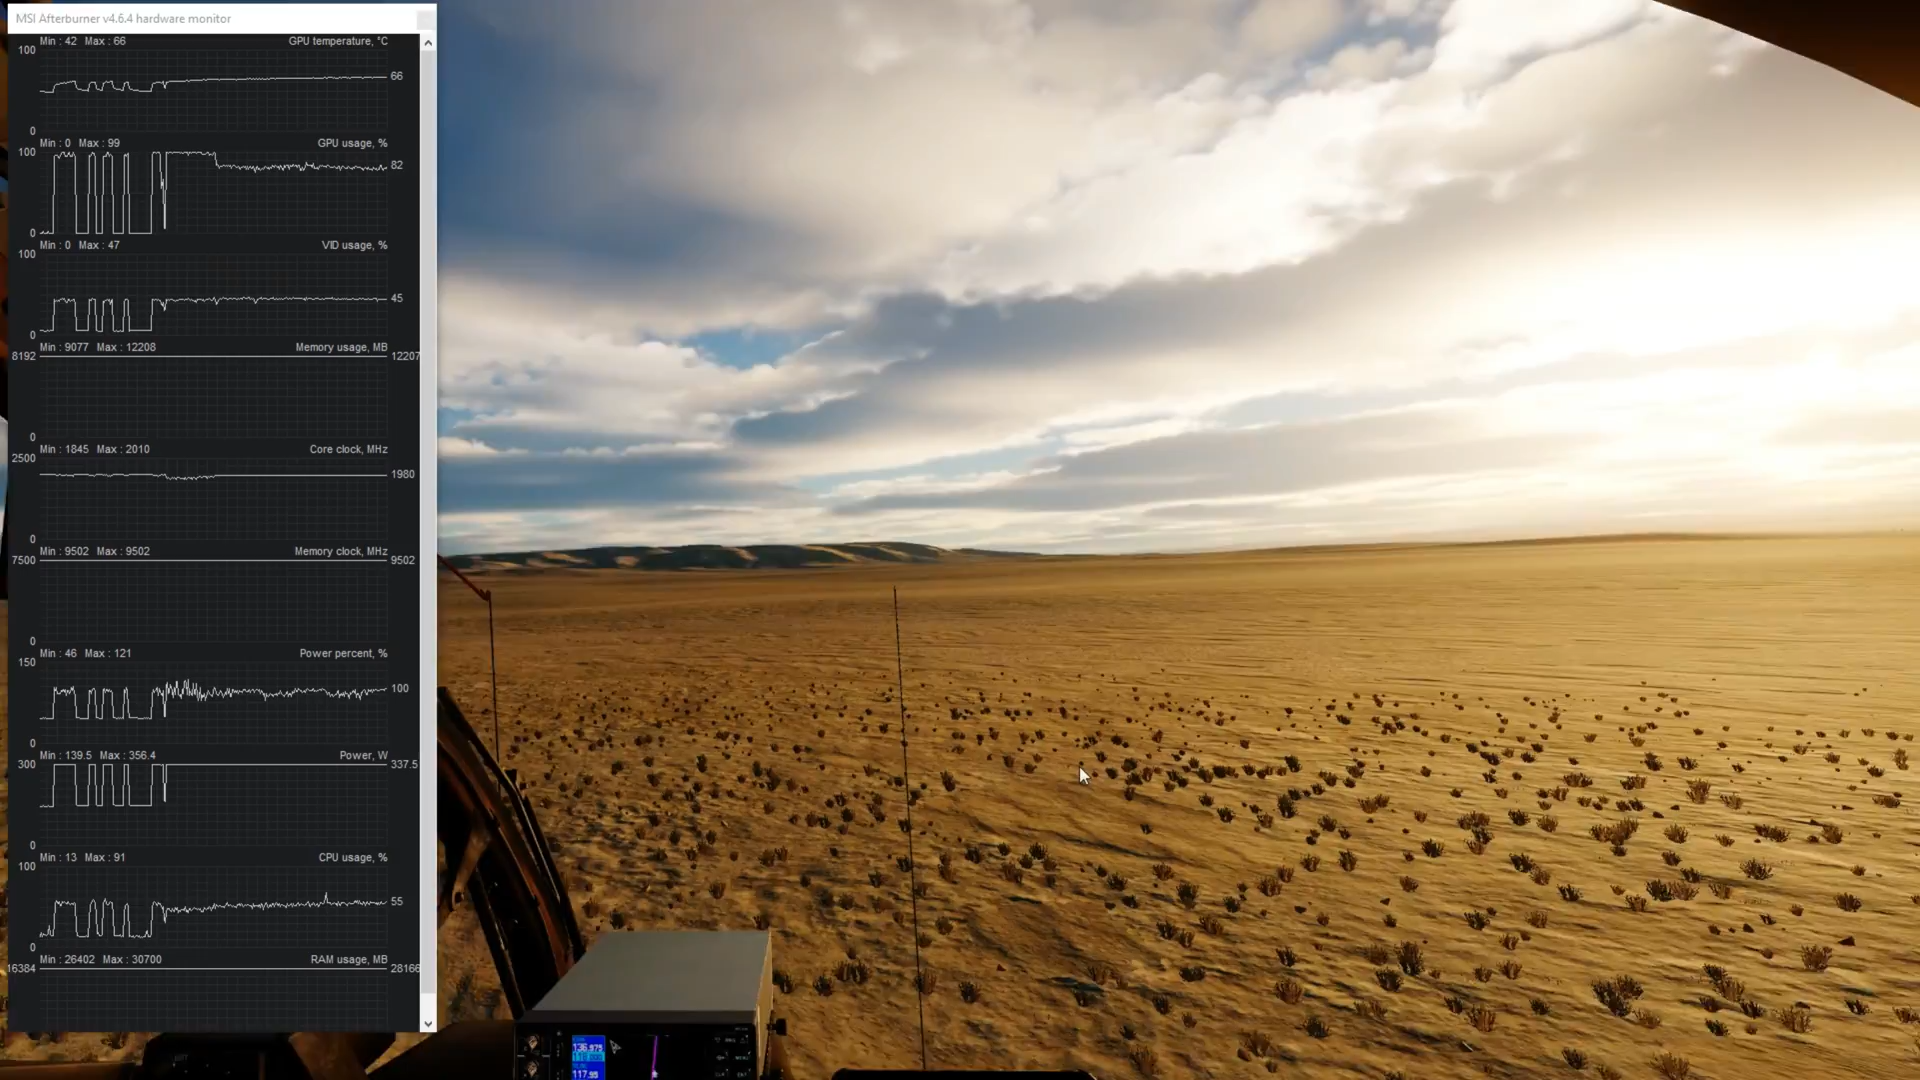 MSI Afterburner v4.6.4 hardware monitor
Min : 42 Max : 66 GPU temperature, °C
100
66
0
Min : 0 Max : 99 GPU usage, %
100
82
0
Min : 0 Max : 47 VID usage, %
100
45
0
Min : 9077 Max : 12208 Memory usage, MB
8192 12207
0
Min : 1845 Max : 2010 Core clock, MHz
2500
1980
0
Min : 9502 Max : 9502 Memory clock, MHz
7500 9502
0
Min : 46 Max : 121 Power percent, %
150
100
0
Min : 139.5 Max : 356.4 Power, W
300 337.5
0
Min : 13 Max : 91 CPU usage, %
100
55
0
Min : 26402 Max : 30700 RAM usage, MB
16384 28166
136.975
117.95